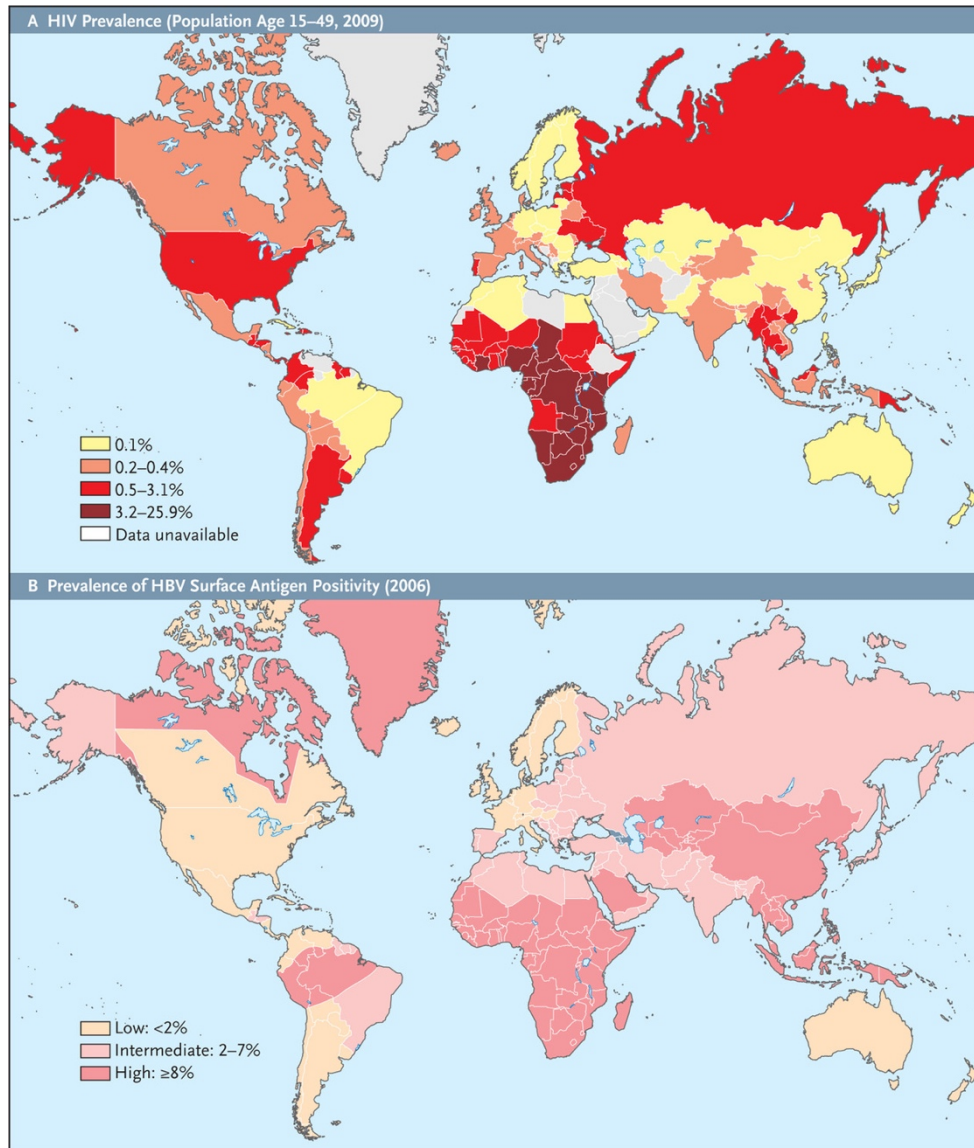 A HIV Prevalence (Population Age 15–49, 2009)
0.1%
0.2–0.4%
0.5–3.1%
3.2–25.9%
Data unavailable
B Prevalence of HBV Surface Antigen Positivity (2006)
Low: <2%
Intermediate: 2–7%
High: ≥8%